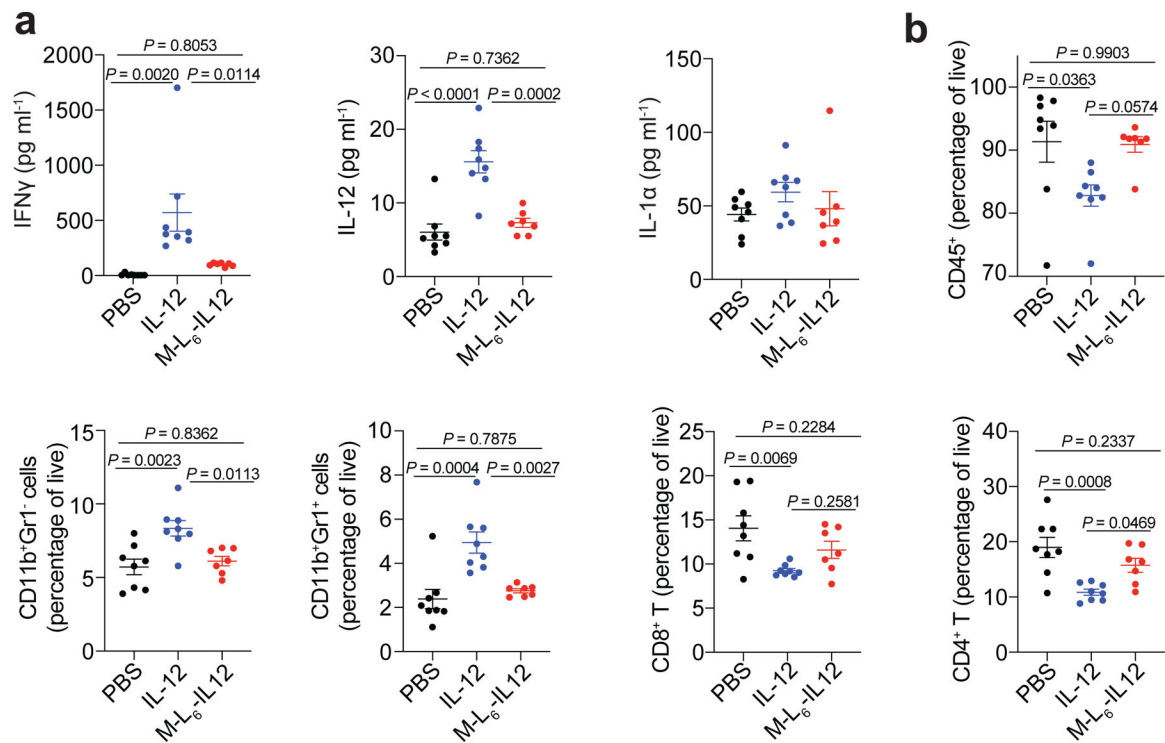 a
IFNγ (pg ml⁻¹)
2000
1500
1000
500
0
P = 0.8053
P = 0.0020
P = 0.0114
PBS
IL-12
M-L₆-IL12
IL-12 (pg ml⁻¹)
30
20
10
0
P = 0.7362
P < 0.0001
P = 0.0002
PBS
IL-12
M-L₆-IL12
IL-1α (pg ml⁻¹)
150
100
50
0
PBS
IL-12
M-L₆-IL12
b
CD45⁺ (percentage of live)
100
90
80
70
P = 0.9903
P = 0.0363
P = 0.0574
PBS
IL-12
M-L₆-IL12
CD11b⁺Gr1⁻ cells
(percentage of live)
15
10
5
0
P = 0.8362
P = 0.0023
P = 0.0113
PBS
IL-12
M-L₆-IL12
CD11b⁺Gr1⁺ cells
(percentage of live)
10
8
6
4
2
0
P = 0.7875
P = 0.0004
P = 0.0027
PBS
IL-12
M-L₆-IL12
CD8⁺ T (percentage of live)
25
20
15
10
5
0
P = 0.2284
P = 0.0069
P = 0.2581
PBS
IL-12
M-L₆-IL12
CD4⁺ T (percentage of live)
40
30
20
10
0
P = 0.2337
P = 0.0008
P = 0.0469
PBS
IL-12
M-L₆-IL12